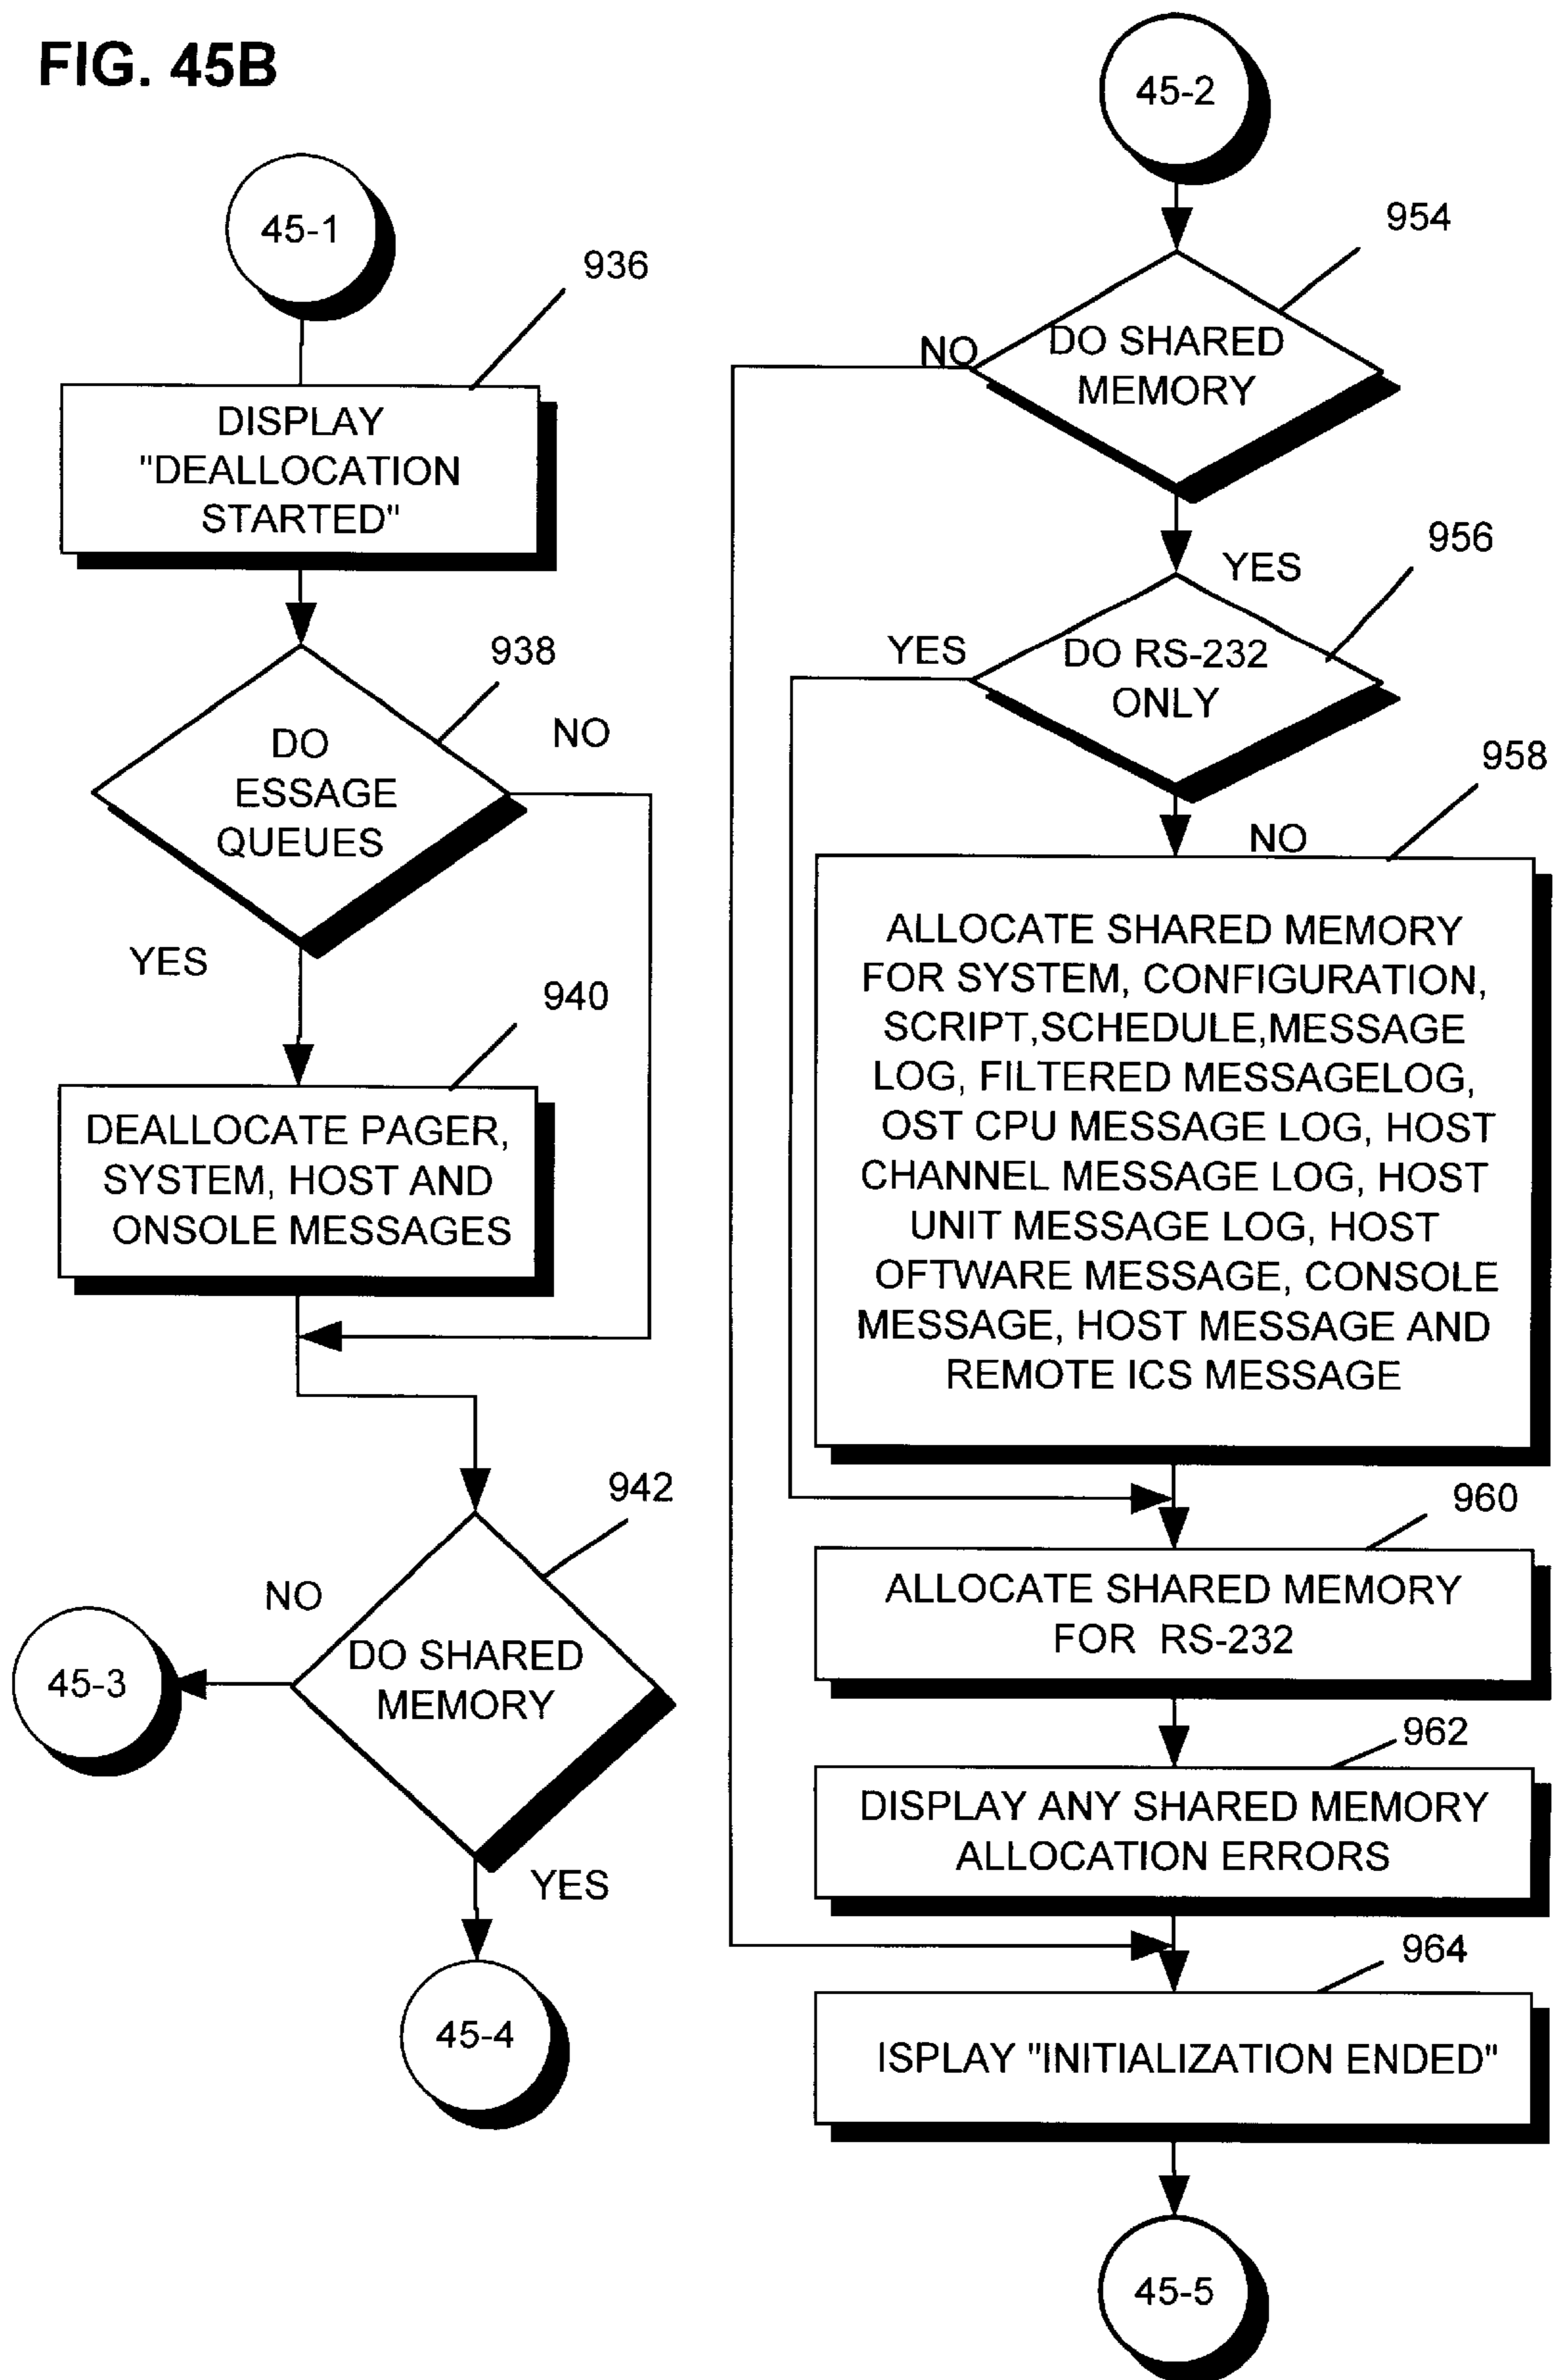 FIG. 45B
45-1
936
DISPLAY
"DEALLOCATION
STARTED"
938
DO
ESSAGE
QUEUES
NO
YES
940
DEALLOCATE PAGER,
SYSTEM, HOST AND
ONSOLE MESSAGES
942
NO
DO SHARED
MEMORY
45-3
YES
45-4
45-2
954
NO
DO SHARED
MEMORY
YES
956
YES
DO RS-232
ONLY
NO
958
ALLOCATE SHARED MEMORY
FOR SYSTEM, CONFIGURATION,
SCRIPT,SCHEDULE,MESSAGE
LOG, FILTERED MESSAGELOG,
OST CPU MESSAGE LOG, HOST
CHANNEL MESSAGE LOG, HOST
UNIT MESSAGE LOG, HOST
OFTWARE MESSAGE, CONSOLE
MESSAGE, HOST MESSAGE AND
REMOTE ICS MESSAGE
960
ALLOCATE SHARED MEMORY
FOR RS-232
962
DISPLAY ANY SHARED MEMORY
ALLOCATION ERRORS
964
ISPLAY "INITIALIZATION ENDED"
45-5